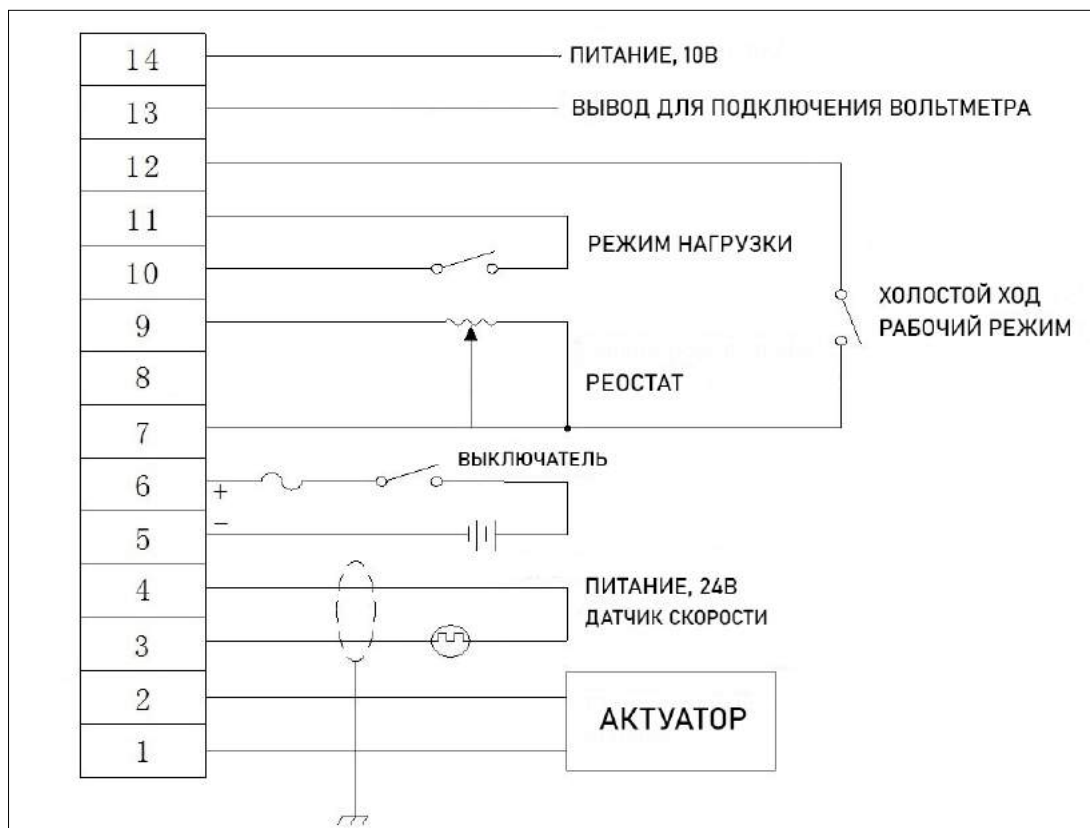 14
ПИТАНИЕ, 10В
13
ВЫВОД ДЛЯ ПОДКЛЮЧЕНИЯ ВОЛЬТМЕТРА
12
11
РЕЖИМ НАГРУЗКИ
10
ХОЛОСТОЙ ХОД
РАБОЧИЙ РЕЖИМ
9
8
РЕОСТАТ
7
ВЫКЛЮЧАТЕЛЬ
6
+
−
5
4
ПИТАНИЕ, 24В
ДАТЧИК СКОРОСТИ
3
2
АКТУАТОР
1